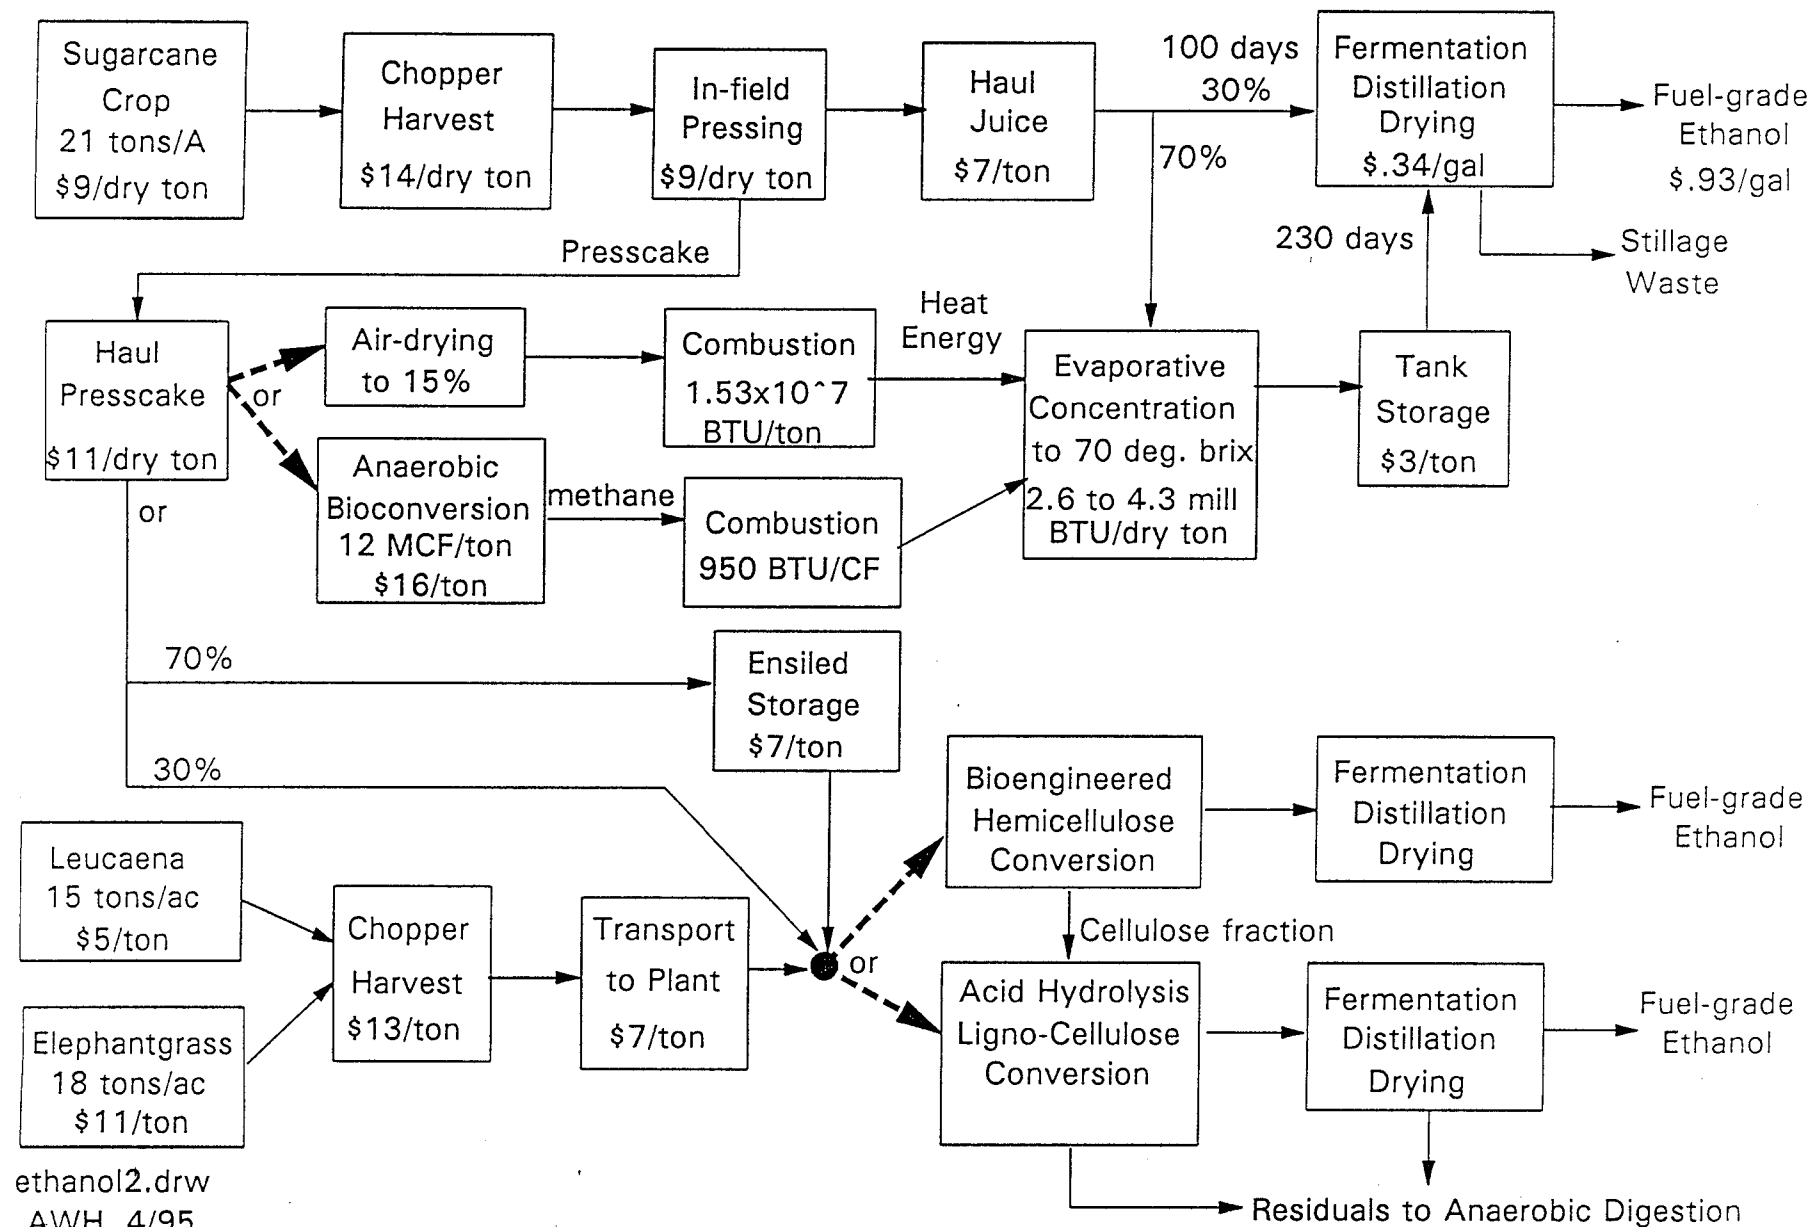 Sugarcane
Crop
21 tons/A
$9/dry ton
Chopper
Harvest
$14/dry ton
In-field
Pressing
$9/dry ton
Haul
Juice
$7/ton
100 days
30%
70%
Fermentation
Distillation
Drying
$.34/gal
Fuel-grade
Ethanol
$.93/gal
230 days
Stillage
Waste
Presscake
Haul
Presscake
$11/dry ton
or
Air-drying
to 15%
Combustion
1.53x10^7
BTU/ton
Heat
Energy
Evaporative
Concentration
to 70 deg. brix
2.6 to 4.3 mill
BTU/dry ton
Tank
Storage
$3/ton
Anaerobic
Bioconversion
12 MCF/ton
$16/ton
methane
Combustion
950 BTU/CF
or
70%
Ensiled
Storage
$7/ton
30%
Bioengineered
Hemicellulose
Conversion
Fermentation
Distillation
Drying
Fuel-grade
Ethanol
Leucaena
15 tons/ac
$5/ton
Chopper
Harvest
$13/ton
Transport
to Plant
$7/ton
or
Cellulose fraction
Acid Hydrolysis
Ligno-Cellulose
Conversion
Fermentation
Distillation
Drying
Fuel-grade
Ethanol
Elephantgrass
18 tons/ac
$11/ton
Residuals to Anaerobic Digestion
ethanol2.drw
AWH 4/95